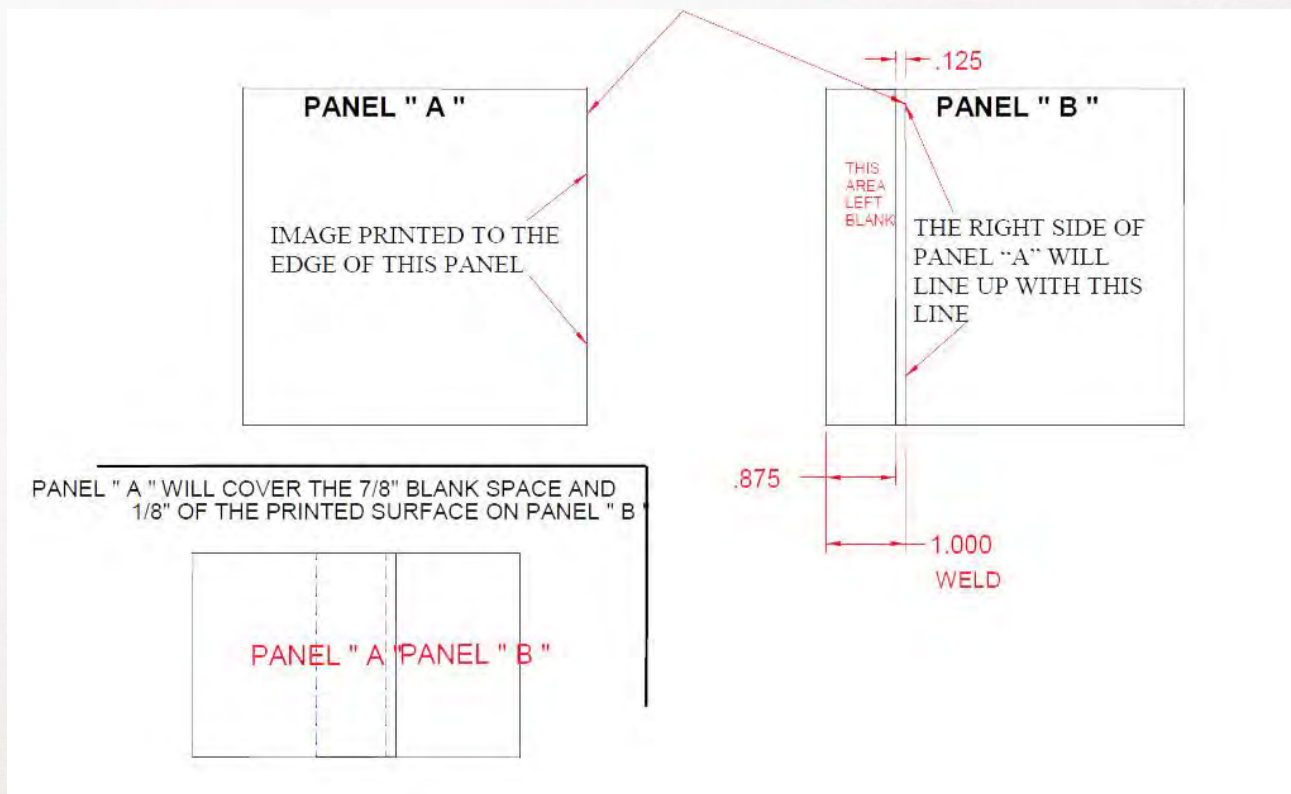 .125
PANEL " A "
PANEL " B "
THIS
AREA
LEFT
BLANK
IMAGE PRINTED TO THE
EDGE OF THIS PANEL
THE RIGHT SIDE OF
PANEL “A” WILL
LINE UP WITH THIS
LINE
.875
1.000
WELD
PANEL " A " WILL COVER THE 7/8" BLANK SPACE AND
1/8" OF THE PRINTED SURFACE ON PANEL " B "
PANEL " A "
PANEL " B "